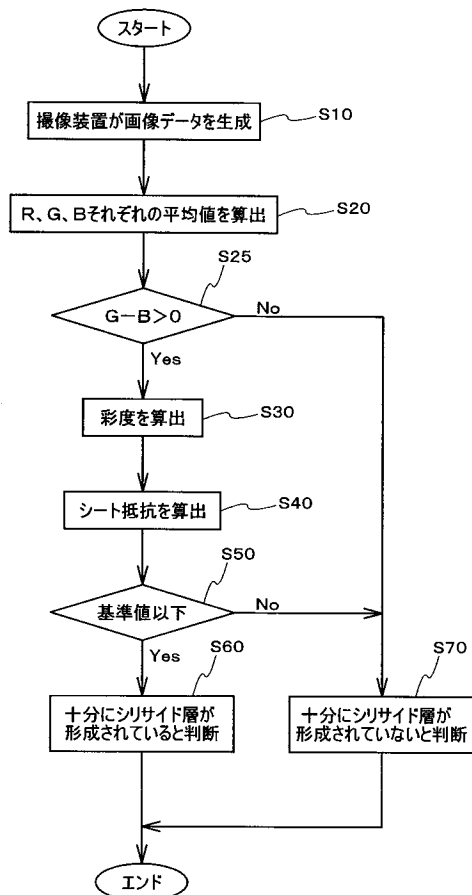 スタート
撮像装置が画像データを生成
S10
R、G、Bそれぞれの平均値を算出
S20
S25
G－B＞0
No
Yes
彩度を算出
S30
シート抵抗を算出
S40
S50
基準値以下
No
Yes
S60
S70
十分にシリサイド層が
形成されていると判断
十分にシリサイド層が
形成されていないと判断
エンド